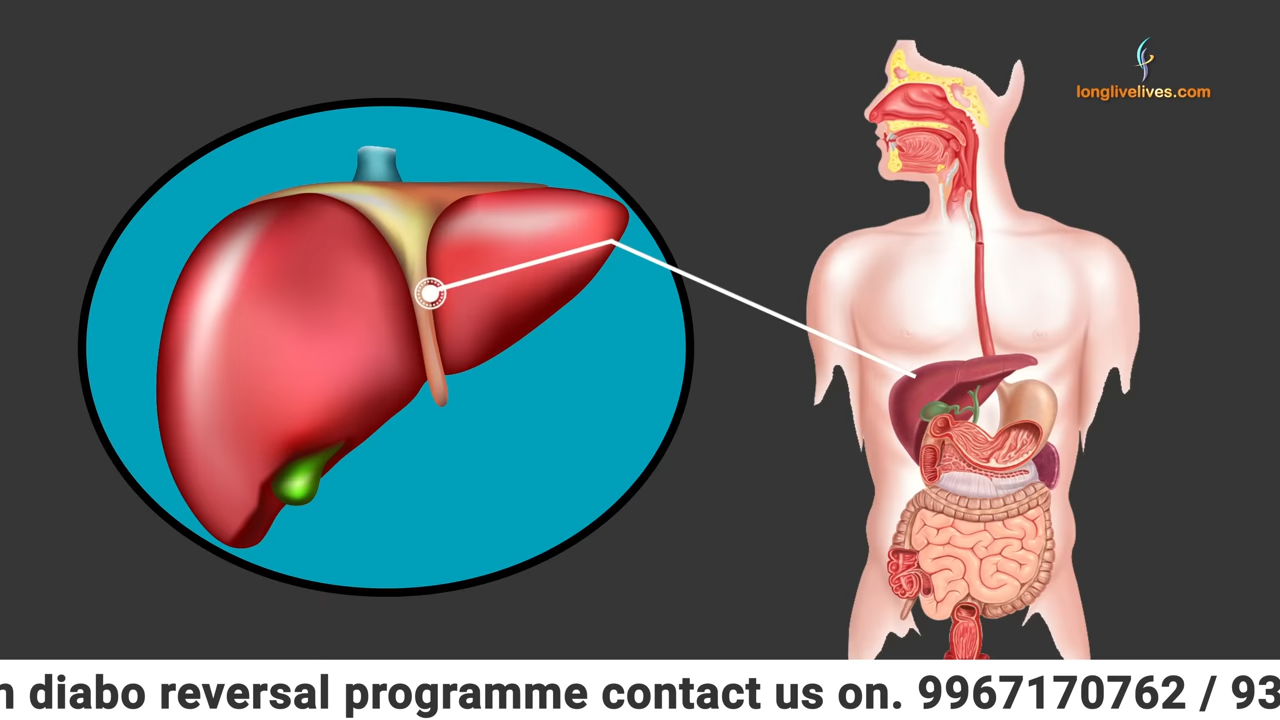 longlivelives.com
diabo reversal programme contact us on. 9967170762 / 93